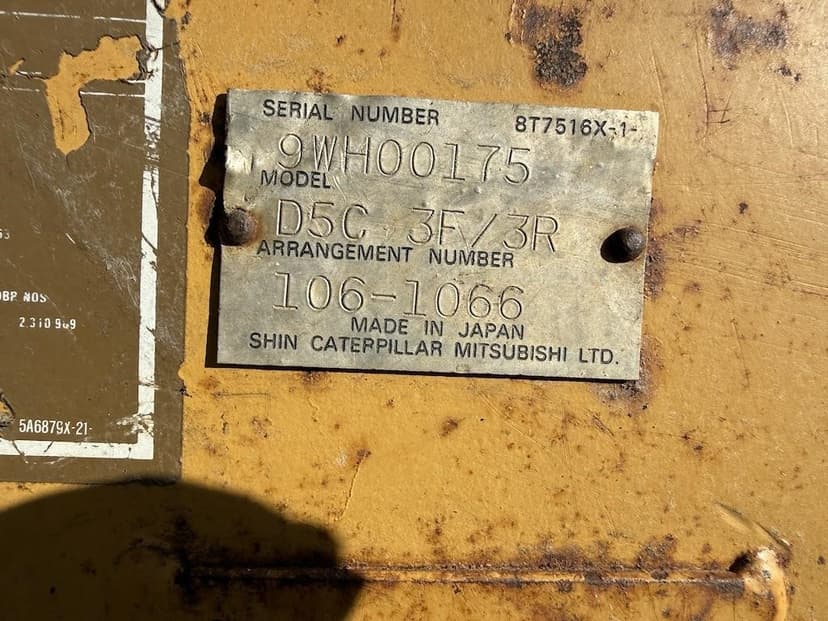 SERIAL NUMBER 8T7516X-1-
9WH00175
MODEL
D5C 3F/3R
ARRANGEMENT NUMBER
106-1066
MADE IN JAPAN
SHIN CATERPILLAR MITSUBISHI LTD.
NOS
5A6879X-21-